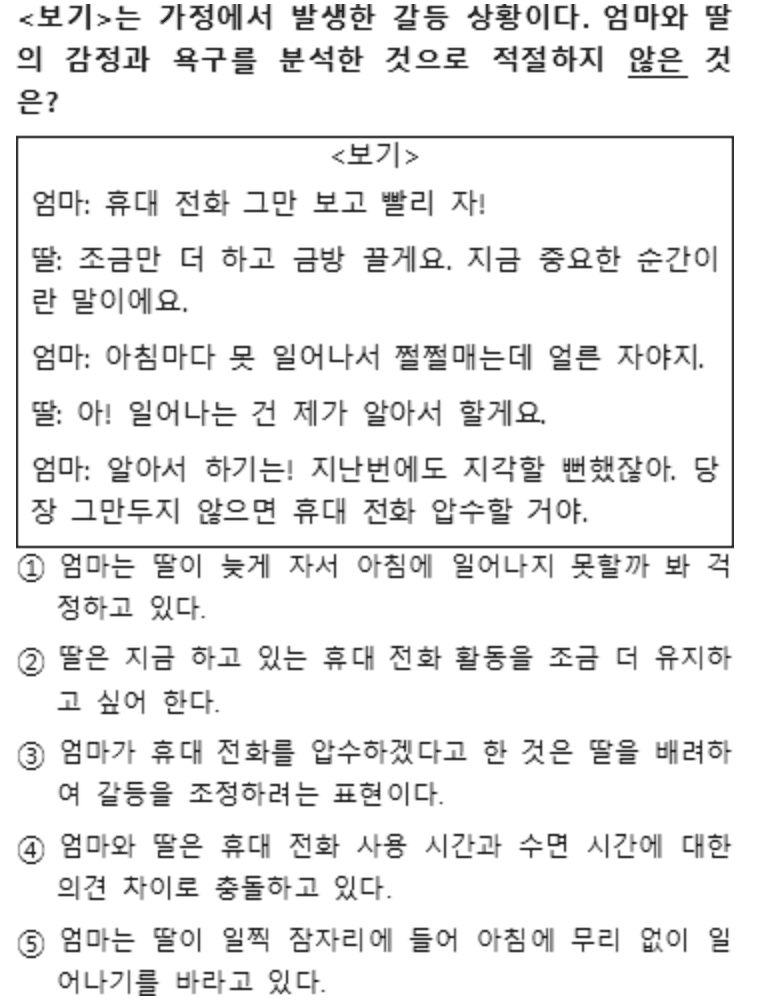 <보기>는 가정에서 발생한 갈등 상황이다. 엄마와 딸
의 감정과 욕구를 분석한 것으로 적절하지 않은 것
은?
<보기>
엄마: 휴대 전화 그만 보고 빨리 자!
딸: 조금만 더 하고 금방 끌게요. 지금 중요한 순간이
란 말이에요.
엄마: 아침마다 못 일어나서 쩔쩔매는데 얼른 자야지.
딸: 아! 일어나는 건 제가 알아서 할게요.
엄마: 알아서 하기는! 지난번에도 지각할 뻔했잖아. 당
장 그만두지 않으면 휴대 전화 압수할 거야.
① 엄마는 딸이 늦게 자서 아침에 일어나지 못할까 봐 걱
정하고 있다.
② 딸은 지금 하고 있는 휴대 전화 활동을 조금 더 유지하
고 싶어 한다.
③ 엄마가 휴대 전화를 압수하겠다고 한 것은 딸을 배려하
여 갈등을 조정하려는 표현이다.
④ 엄마와 딸은 휴대 전화 사용 시간과 수면 시간에 대한
의견 차이로 충돌하고 있다.
⑤ 엄마는 딸이 일찍 잠자리에 들어 아침에 무리 없이 일
어나기를 바라고 있다.